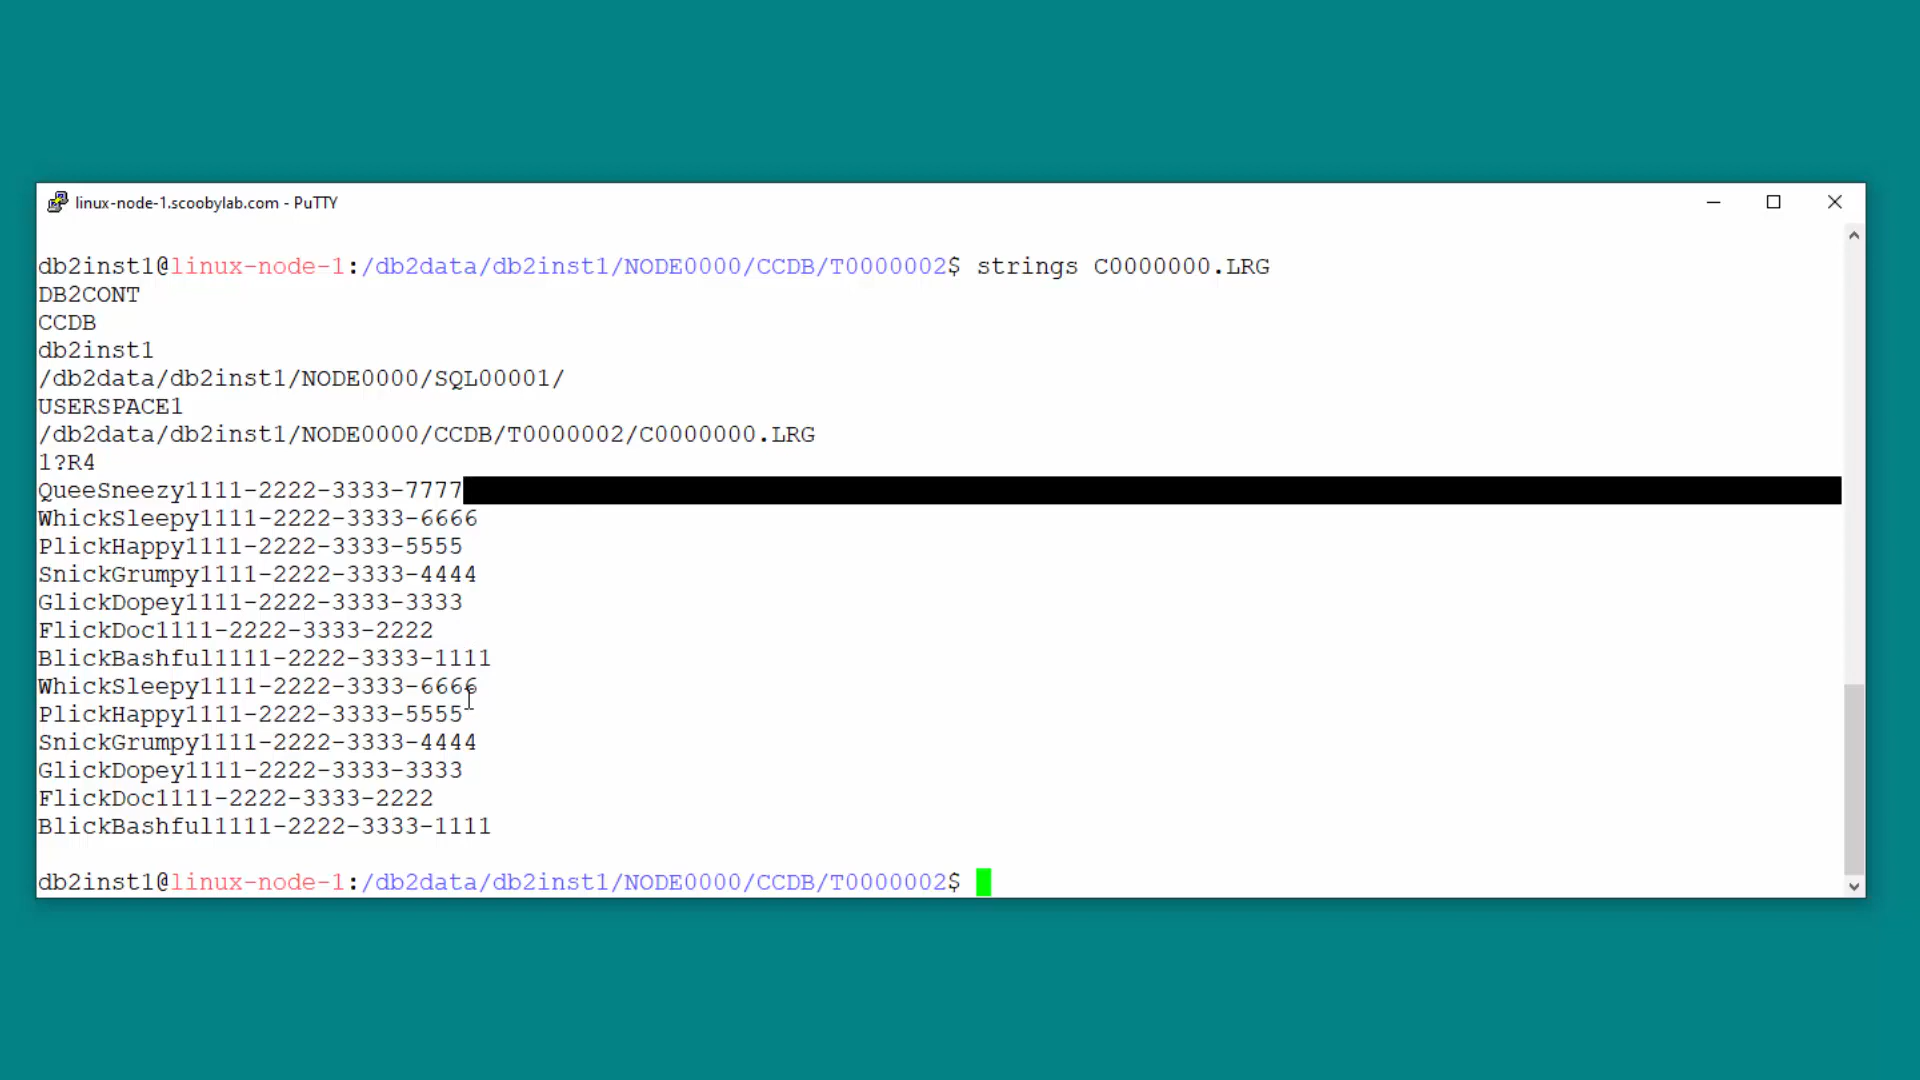 linux-node-1.scoobylab.com - PuTTY
db2inst1@linux-node-1:/db2data/db2inst1/NODE0000/CCDB/T0000002$ strings C0000000.LRG
DB2CONT
CCDB
db2inst1
/db2data/db2inst1/NODE0000/SQL00001/
USERSPACE1
/db2data/db2inst1/NODE0000/CCDB/T0000002/C0000000.LRG
1?R4
QueeSneezy1111-2222-3333-7777
WhickSleepy1111-2222-3333-6666
PlickHappy1111-2222-3333-5555
SnickGrumpy1111-2222-3333-4444
GlickDopey1111-2222-3333-3333
FlickDoc1111-2222-3333-2222
BlickBashful1111-2222-3333-1111
WhickSleepy1111-2222-3333-6666
PlickHappy1111-2222-3333-5555
SnickGrumpy1111-2222-3333-4444
GlickDopey1111-2222-3333-3333
FlickDoc1111-2222-3333-2222
BlickBashful1111-2222-3333-1111
db2inst1@linux-node-1:/db2data/db2inst1/NODE0000/CCDB/T0000002$